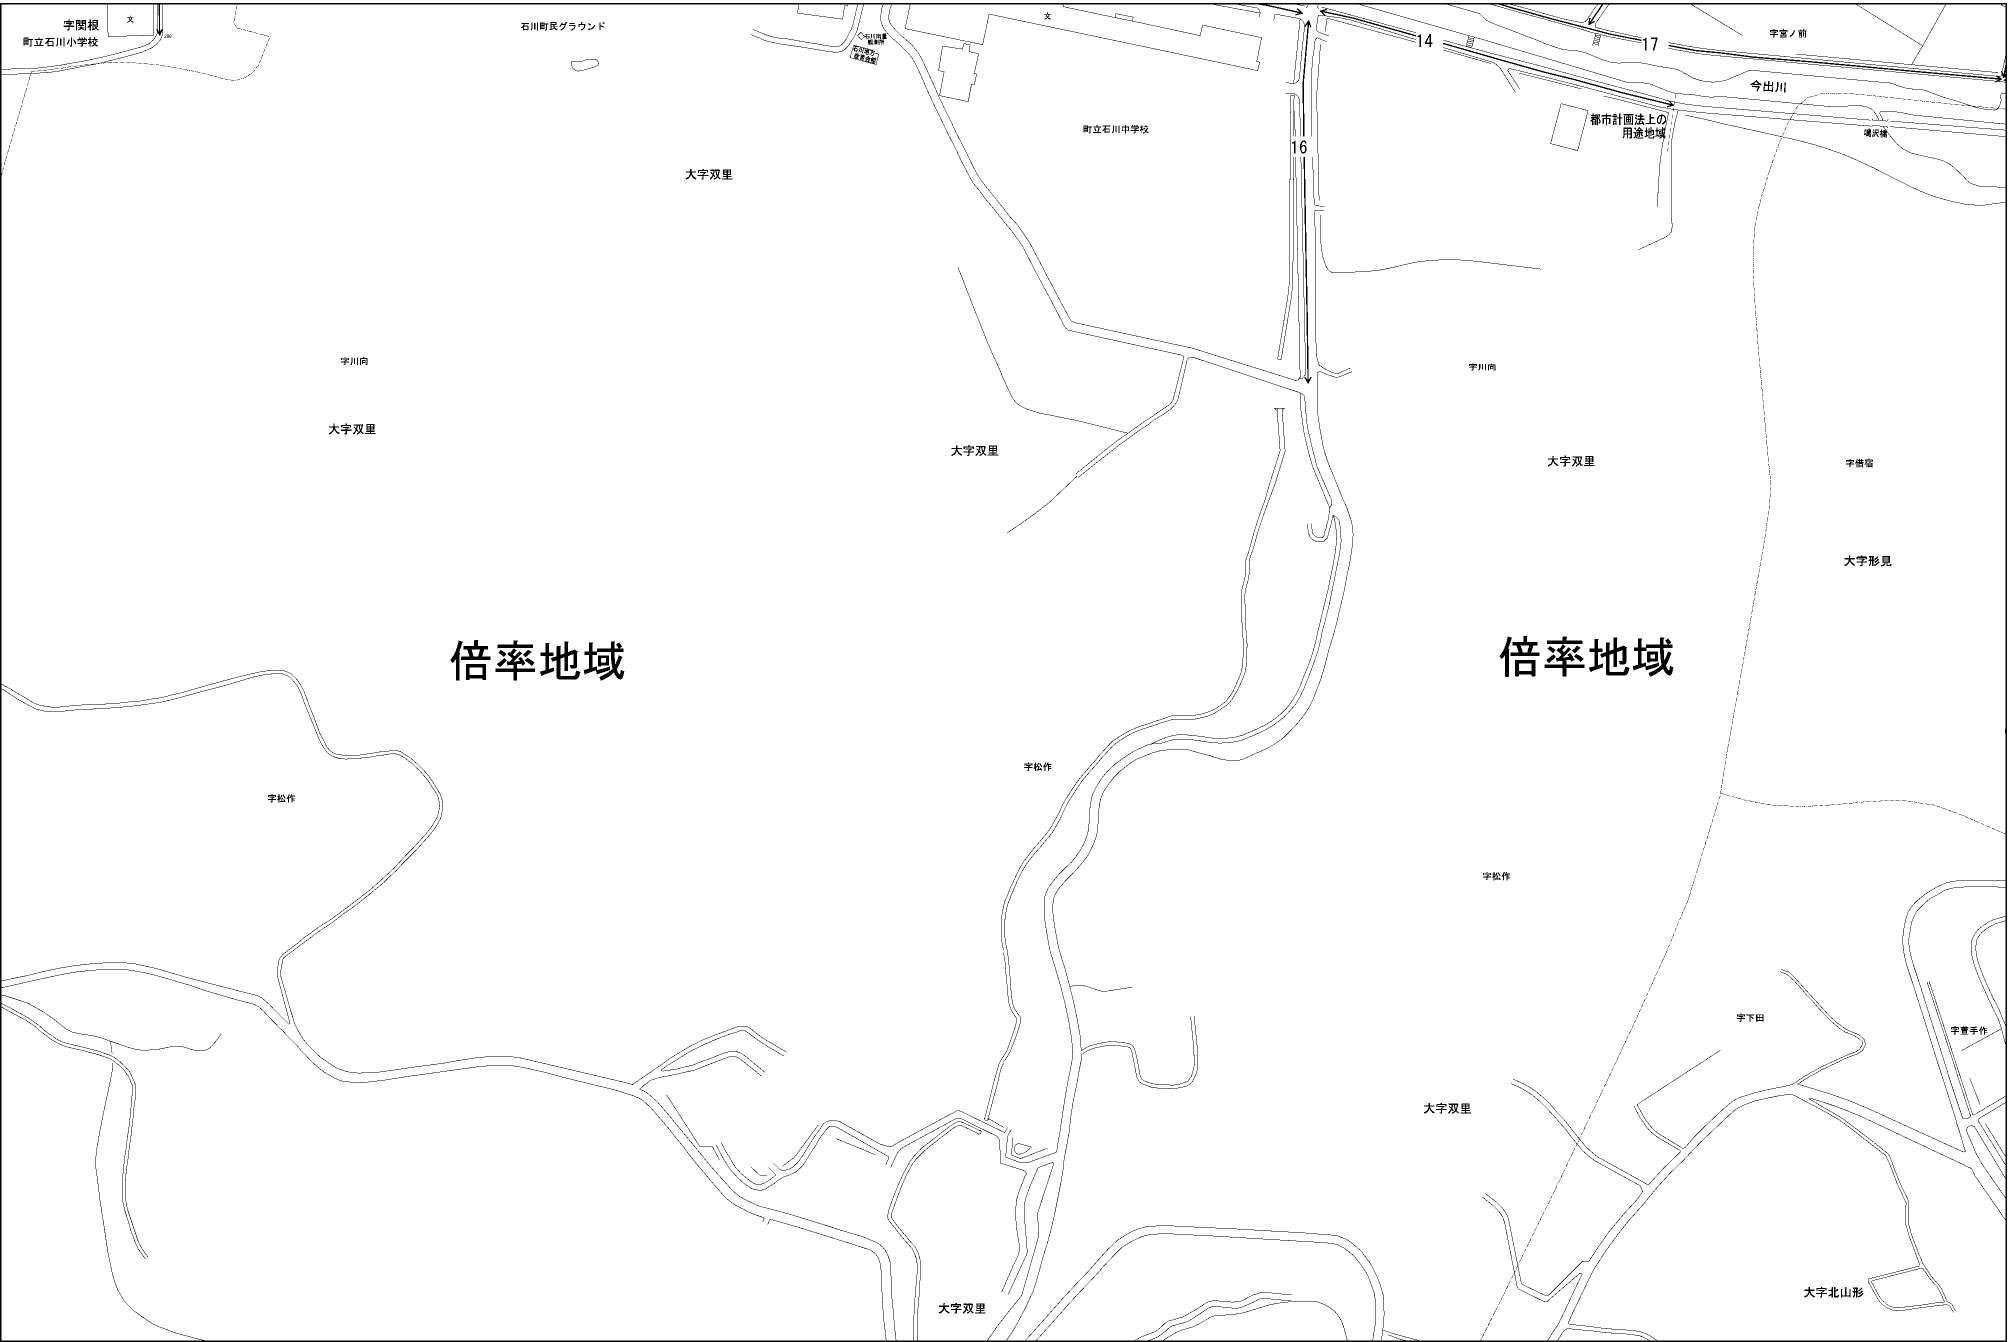 字関根
文
286
町立石川小学校
石川町民グラウンド
文
14
17
字宮ノ前
今出川
都市計画法上の
用途地域
鳴沢橋
町立石川中学校
16
大字双里
字川向
字川向
大字双里
大字双里
大字双里
字借宿
大字形見
倍率地域
倍率地域
字松作
字松作
字松作
字下田
字萱手作
大字双里
大字北山形
大字双里